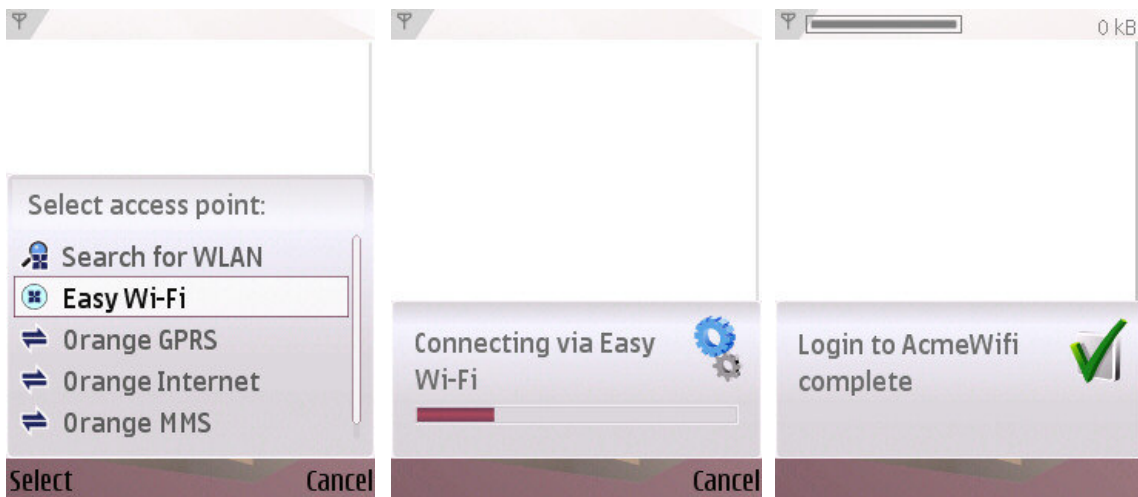 Select access point:
Search for WLAN
Easy Wi-Fi
Orange GPRS
Orange Internet
Orange MMS
Select Cancel
Connecting via Easy
Wi-Fi
Cancel
0 kB
Login to AcmeWifi
complete